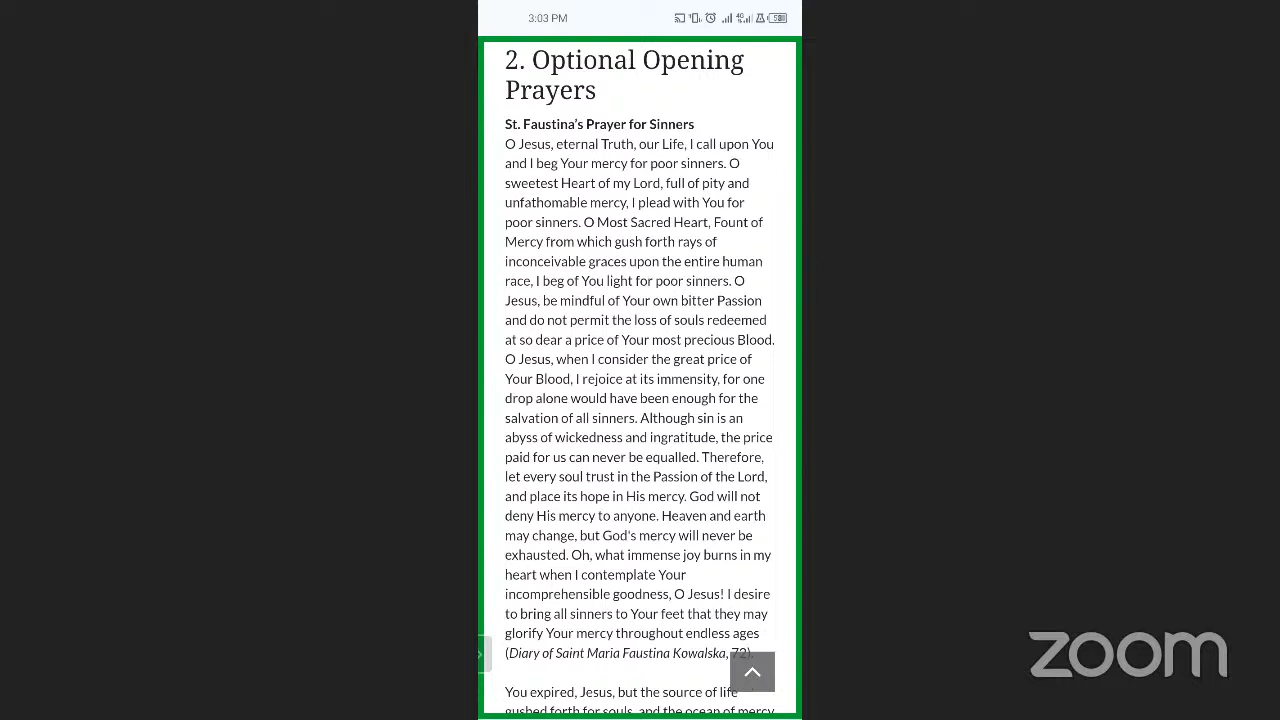 3:03 PM
4G
58
2. Optional Opening
Prayers
St. Faustina’s Prayer for Sinners
O Jesus, eternal Truth, our Life, I call upon You
and I beg Your mercy for poor sinners. O
sweetest Heart of my Lord, full of pity and
unfathomable mercy, I plead with You for
poor sinners. O Most Sacred Heart, Fount of
Mercy from which gush forth rays of
inconceivable graces upon the entire human
race, I beg of You light for poor sinners. O
Jesus, be mindful of Your own bitter Passion
and do not permit the loss of souls redeemed
at so dear a price of Your most precious Blood.
O Jesus, when I consider the great price of
Your Blood, I rejoice at its immensity, for one
drop alone would have been enough for the
salvation of all sinners. Although sin is an
abyss of wickedness and ingratitude, the price
paid for us can never be equalled. Therefore,
let every soul trust in the Passion of the Lord,
and place its hope in His mercy. God will not
deny His mercy to anyone. Heaven and earth
may change, but God's mercy will never be
exhausted. Oh, what immense joy burns in my
heart when I contemplate Your
incomprehensible goodness, O Jesus! I desire
to bring all sinners to Your feet that they may
glorify Your mercy throughout endless ages
(Diary of Saint Maria Faustina Kowalska, 72).
You expired, Jesus, but the source of life
gushed forth for souls, and the ocean of mercy
zoom